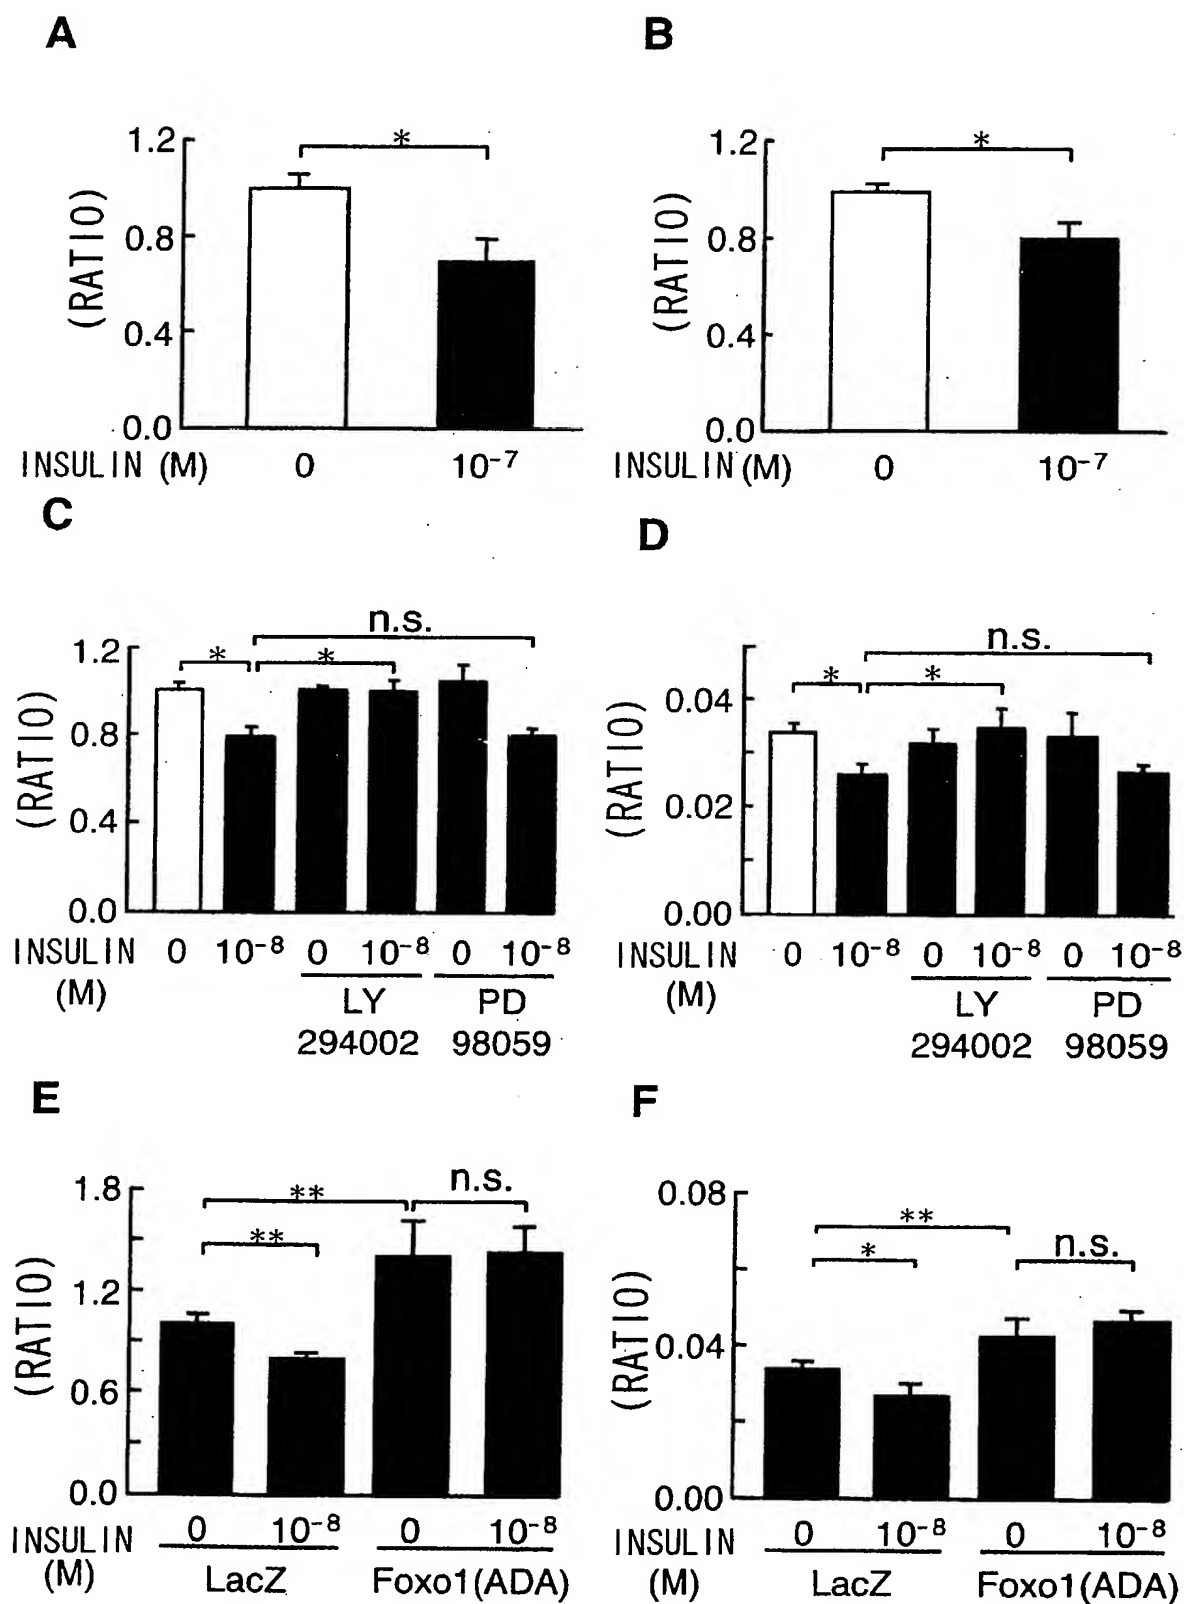 A
B
*
1.2
0.8
0.4
0.0
(RATIO)
INSULIN (M) 0 10⁻⁷
*
1.2
0.8
0.4
0.0
(RATIO)
INSULIN (M) 0 10⁻⁷
C
D
n.s.
* *
1.2
0.8
0.4
0.0
(RATIO)
INSULIN 0 10⁻⁸ 0 10⁻⁸ 0 10⁻⁸
(M) LY PD
294002 98059
n.s.
* *
0.04
0.02
0.00
(RATIO)
INSULIN 0 10⁻⁸ 0 10⁻⁸ 0 10⁻⁸
(M) LY PD
294002 98059
E
F
n.s.
**
**
1.8
1.2
0.6
0.0
(RATIO)
INSULIN 0 10⁻⁸ 0 10⁻⁸
(M) LacZ Foxo1(ADA)
**
* n.s.
0.08
0.04
0.00
(RATIO)
INSULIN 0 10⁻⁸ 0 10⁻⁸
(M) LacZ Foxo1(ADA)